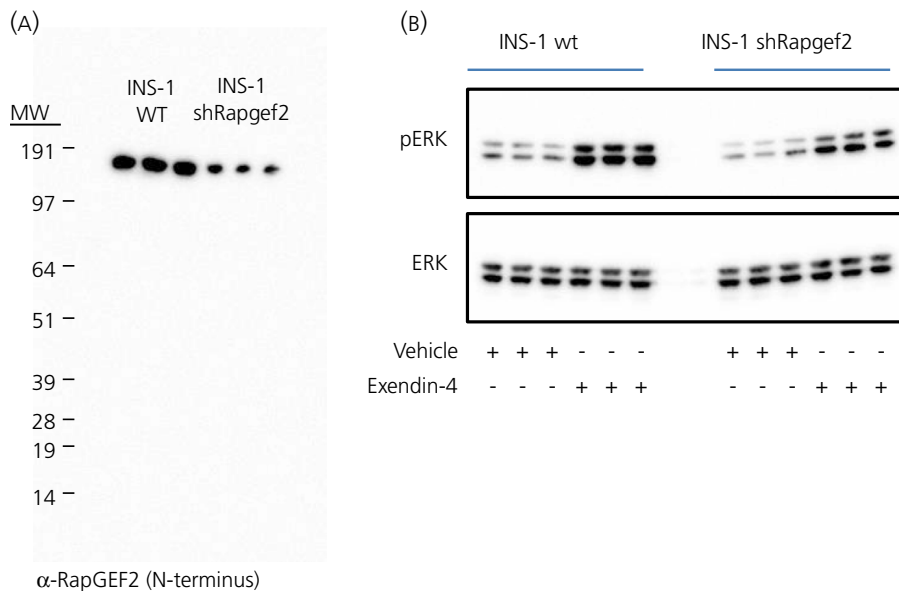 (A)
INS-1 INS-1
MW WT shRapgef2
191
97
64
51
39
28
19
14
α-RapGEF2 (N-terminus)
(B)
INS-1 wt INS-1 shRapgef2
pERK
ERK
Vehicle + + + - - - + + + - - -
Exendin-4 - - - + + + - - - + + +